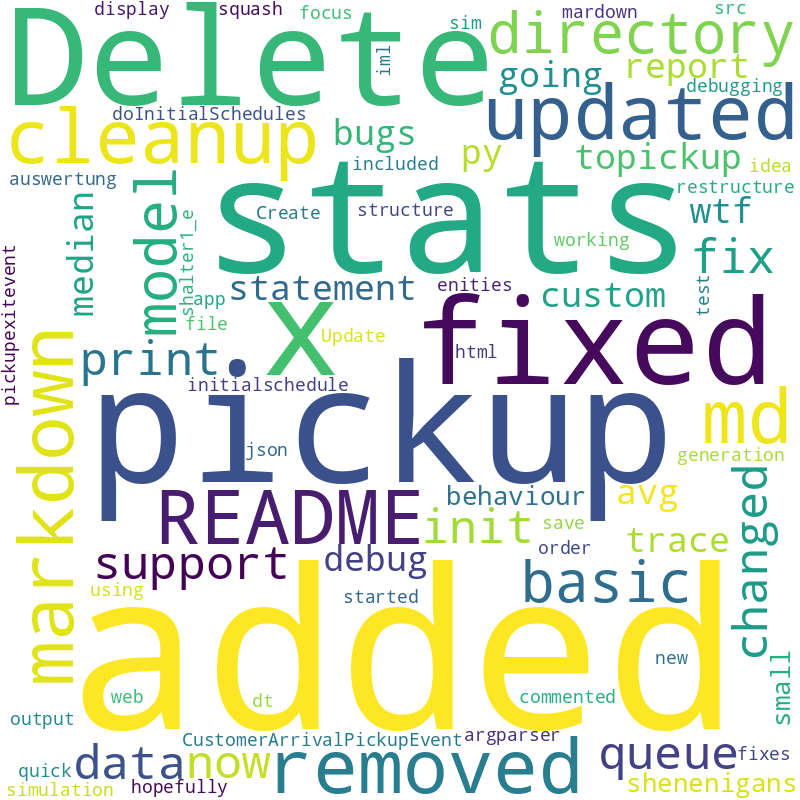 display
squash
focus
mardown
src
Delete
sim
iml
directory
going
report
debugging
updated
cleanup
doInitialSchedules
bugs
included
py
topickup
idea
auswertung
model
stats
restructure
median
shalter1_e
Create
structure
wtf
working
fix
pickupexitevent
app
statement
enities
custom
test
file
x
Update
fixed
print
html
initialschedule
markdown
pickup
md
json
generation
README
behaviour
avg
changed
init
save
support
debug
order
trace
using
started
basic
added
new
small
web
dt
commented
output
CustomerArrivalPickupEvent
argparser
data
now
removed
queue
fixes
quick
simulation
hopefully
shenenigans